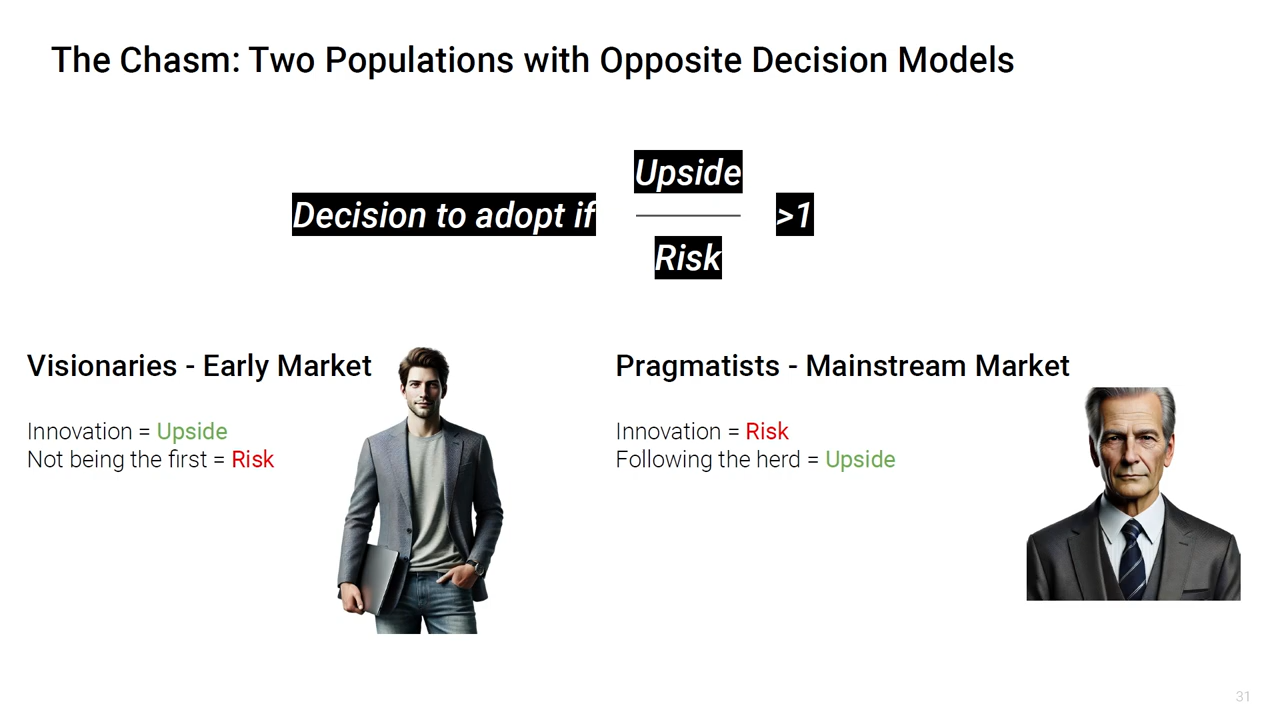 The Chasm: Two Populations with Opposite Decision Models
Upside
Decision to adopt if
>1
Risk
Visionaries - Early Market
Innovation = Upside
Not being the first = Risk
Pragmatists - Mainstream Market
Innovation = Risk
Following the herd = Upside
31